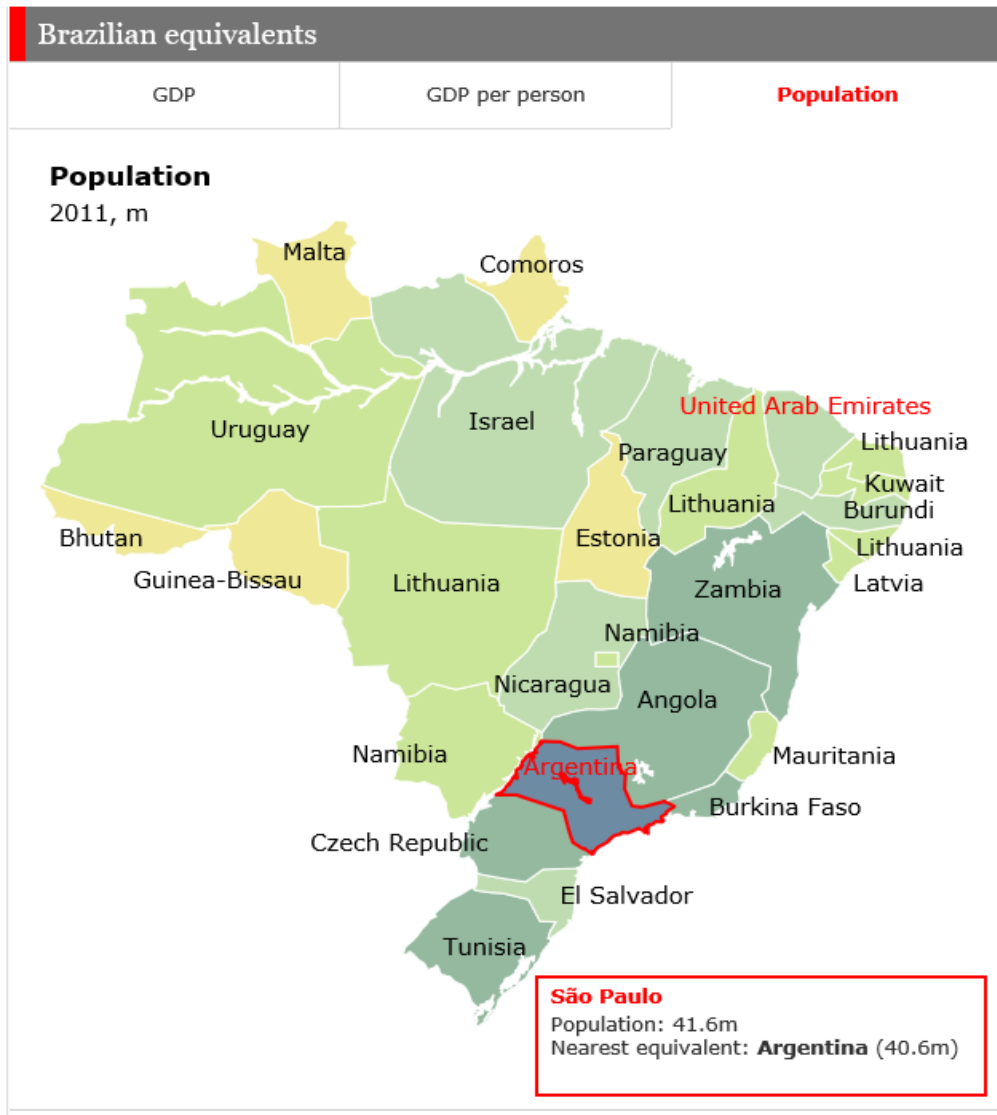 Brazilian equivalents
GDP
GDP per person
Population
Population
2011, m
Malta
Comoros
United Arab Emirates
Uruguay
Israel
Paraguay
Lithuania
Kuwait
Lithuania
Burundi
Bhutan
Estonia
Lithuania
Guinea-Bissau
Lithuania
Zambia
Latvia
Namibia
Nicaragua
Angola
Namibia
Argentina
Mauritania
Burkina Faso
Czech Republic
El Salvador
Tunisia
São Paulo
Population: 41.6m
Nearest equivalent: Argentina (40.6m)